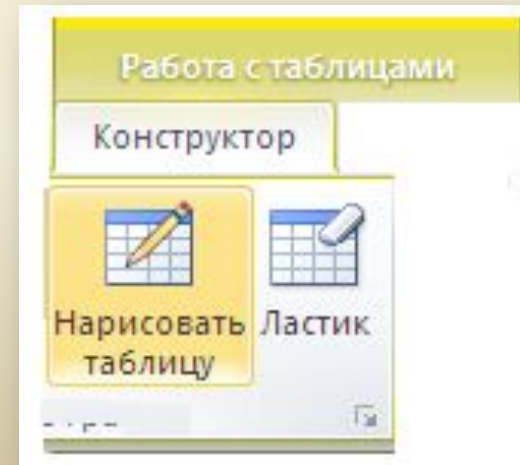 Работа с таблицами
Конструктор
Нарисовать Ластик
таблицу